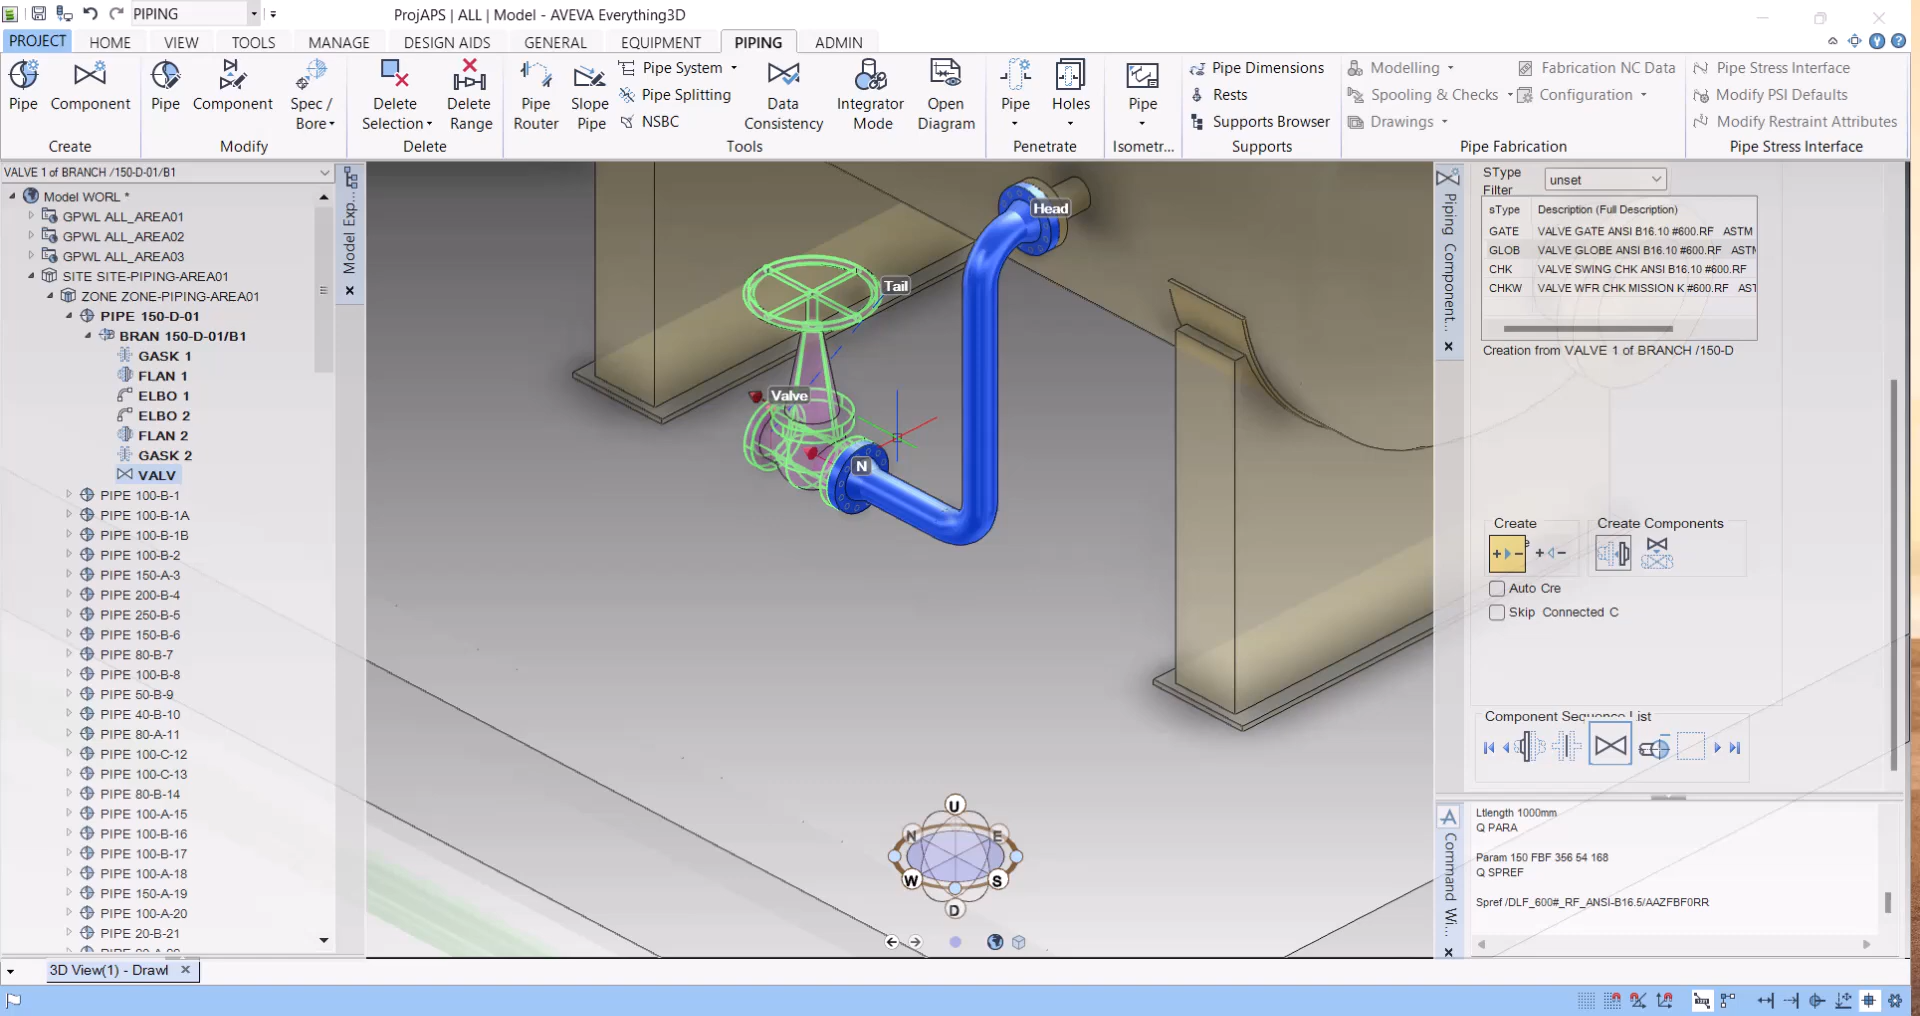 PIPING
ProjAPS | ALL | Model - AVEVA Everything3D
PROJECT
HOME
VIEW
TOOLS
MANAGE
DESIGN AIDS
GENERAL
EQUIPMENT
PIPING
ADMIN
Pipe
Component
Create
Pipe
Component
Spec /
Bore
Modify
Delete
Selection
Delete
Range
Delete
Pipe
Router
Slope
Pipe
Pipe System
Pipe Splitting
NSBC
Data
Consistency
Integrator
Mode
Open
Diagram
Tools
Pipe
Holes
Penetrate
Pipe
Isometr...
Pipe Dimensions
Rests
Supports Browser
Supports
Modelling
Spooling & Checks
Drawings
Fabrication NC Data
Configuration
Pipe Fabrication
Pipe Stress Interface
Modify PSI Defaults
Modify Restraint Attributes
Pipe Stress Interface
VALVE 1 of BRANCH /150-D-01/B1
Model WORL *
GPWL ALL_AREA01
GPWL ALL_AREA02
GPWL ALL_AREA03
SITE SITE-PIPING-AREA01
ZONE ZONE-PIPING-AREA01
PIPE 150-D-01
BRAN 150-D-01/B1
GASK 1
FLAN 1
ELBO 1
ELBO 2
FLAN 2
GASK 2
VALV
PIPE 100-B-1
PIPE 100-B-1A
PIPE 100-B-1B
PIPE 100-B-2
PIPE 150-A-3
PIPE 200-B-4
PIPE 250-B-5
PIPE 150-B-6
PIPE 80-B-7
PIPE 100-B-8
PIPE 50-B-9
PIPE 40-B-10
PIPE 80-A-11
PIPE 100-C-12
PIPE 100-C-13
PIPE 80-B-14
PIPE 100-A-15
PIPE 100-B-16
PIPE 100-B-17
PIPE 100-A-18
PIPE 150-A-19
PIPE 100-A-20
PIPE 20-B-21
Model Exp...
Head
Tail
Valve
N
U
N
E
W
S
D
Piping Component...
SType
Filter
unset
sType
Description (Full Description)
GATE
VALVE GATE ANSI B16.10 #600.RF ASTM
GLOB
VALVE GLOBE ANSI B16.10 #600.RF ASTM
CHK
VALVE SWING CHK ANSI B16.10 #600.RF
CHKW
VALVE WFR CHK MISSION K #600.RF AST
Creation from VALVE 1 of BRANCH /150-D
Create
Create Components
Auto Cre
Skip Connected C
Component Sequence List
Command Wi...
Ltlength 1000mm
Q PARA
Param 150 FBF 356 54 168
Q SPREF
Spref /DLF_600#_RF_ANSI-B16.5/AAZFBF0RR
3D View(1) - Drawl